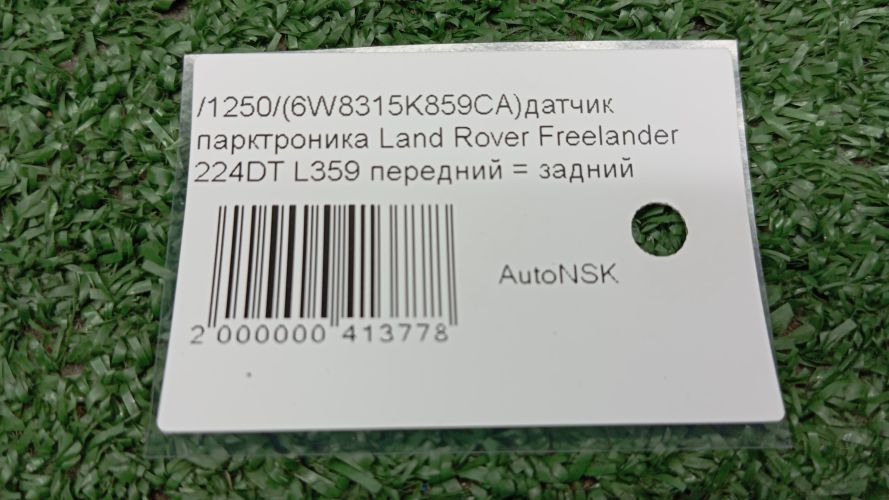 /1250/(6W8315K859CA)датчик
парктроника Land Rover Freelander
224DT L359 передний = задний
AutoNSK
2 000000 413778